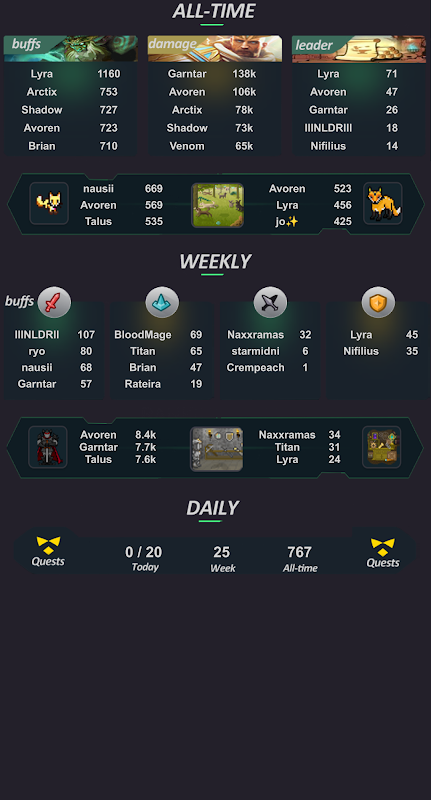 ALL-TIME
buffs damage leader
Lyra 1160 Garntar 138k Lyra 71
Arctix 753 Avoren 106k Avoren 47
Shadow 727 Arctix 78k Garntar 26
Avoren 723 Shadow 73k IIINLDRIII 18
Brian 710 Venom 65k Nifilius 14
nausii 669 Avoren 523
Avoren 569 Lyra 456
Talus 535 jo✨ 425
WEEKLY
buffs
IIINLDRII 107 BloodMage 69 Naxxramas 32 Lyra 45
ryo 80 Titan 65 starmidni 6 Nifilius 35
nausii 68 Brian 47 Crempeach 1
Garntar 57 Rateira 19
Avoren 8.4k Naxxramas 34
Garntar 7.7k Titan 31
Talus 7.6k Lyra 24
DAILY
Quests 0 / 20 25 767 Quests
Today Week All-time